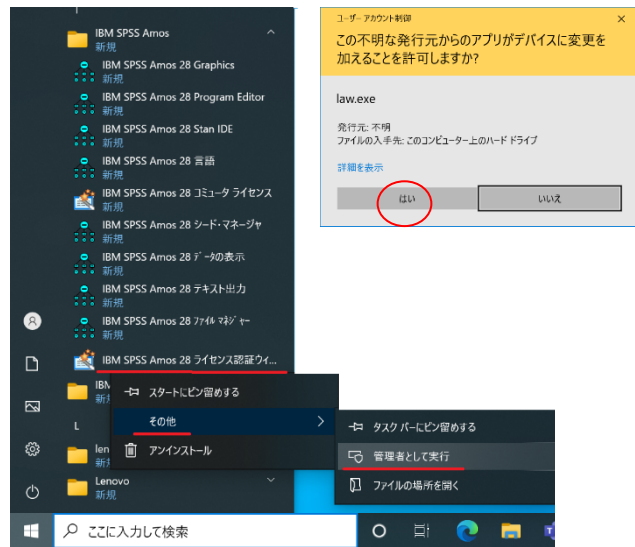 IBM SPSS Amos
新規
IBM SPSS Amos 28 Graphics
新規
IBM SPSS Amos 28 Program Editor
新規
IBM SPSS Amos 28 Stan IDE
新規
IBM SPSS Amos 28 言語
新規
IBM SPSS Amos 28 コミュータ ライセンス
新規
IBM SPSS Amos 28 シード・マネージャ
新規
IBM SPSS Amos 28 データの表示
新規
IBM SPSS Amos 28 テキスト出力
新規
IBM SPSS Amos 28 ファイル マネジャー
新規
IBM SPSS Amos 28 ライセンス認証ウィ...
IBM
新規
スタートにピン留めする
その他
アンインストール
L
len
新規
Lenovo
新規
タスク バーにピン留めする
管理者として実行
ファイルの場所を開く
ここに入力して検索
ユーザー アカウント制御
この不明な発行元からのアプリがデバイスに変更を
加えることを許可しますか?
law.exe
発行元: 不明
ファイルの入手先: このコンピューター上のハード ドライブ
詳細を表示
はい
いいえ